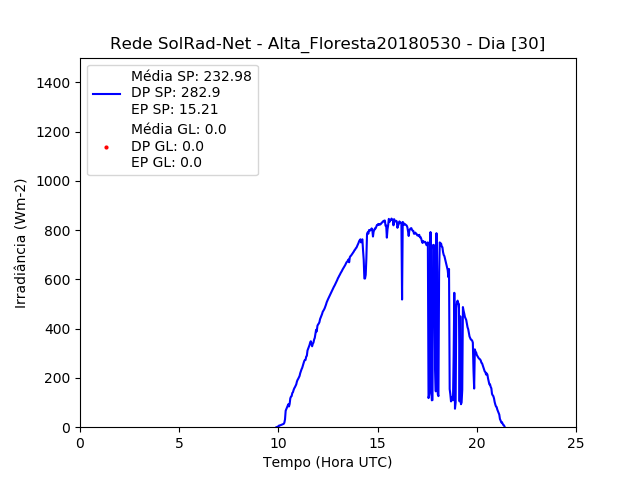 Rede SolRad-Net - Alta_Floresta20180530 - Dia [30]
Média SP: 232.98
DP SP: 282.9
EP SP: 15.21
Média GL: 0.0
DP GL: 0.0
EP GL: 0.0
1400
1200
1000
800
600
400
200
0
Irradiância (Wm-2)
0 5 10 15 20 25
Tempo (Hora UTC)